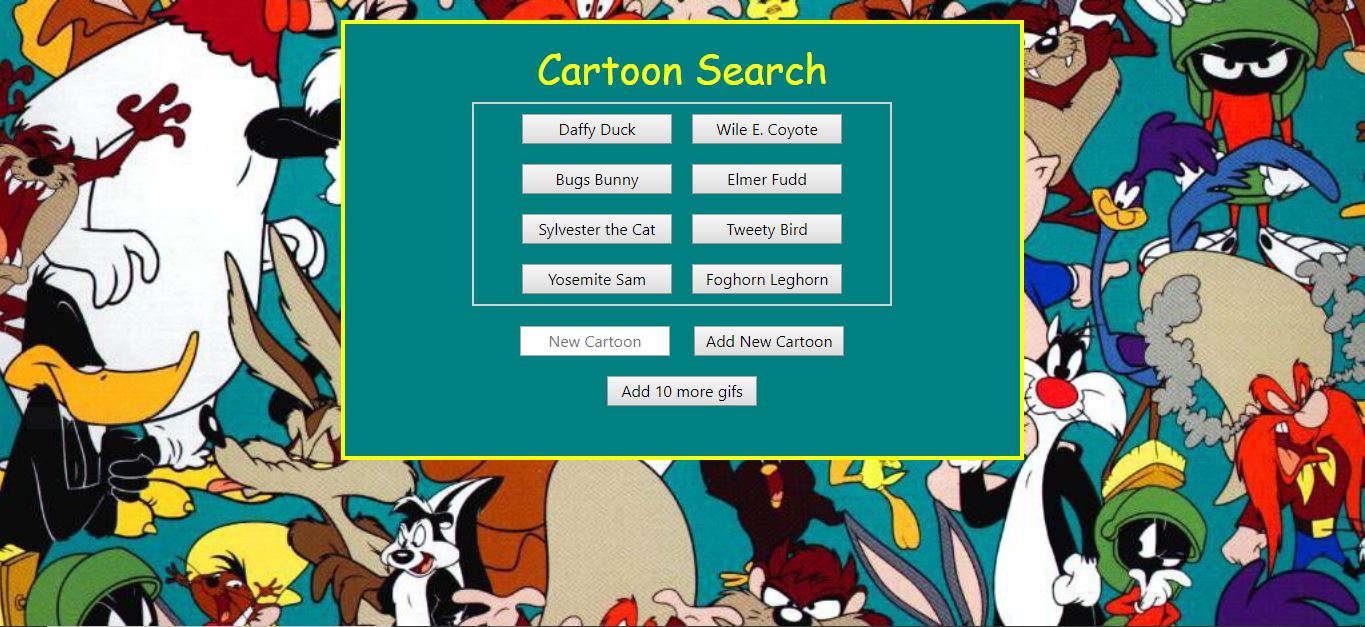 Cartoon Search
Daffy Duck Wile E. Coyote
Bugs Bunny Elmer Fudd
Sylvester the Cat Tweety Bird
Yosemite Sam Foghorn Leghorn
New Cartoon Add New Cartoon
Add 10 more gifs